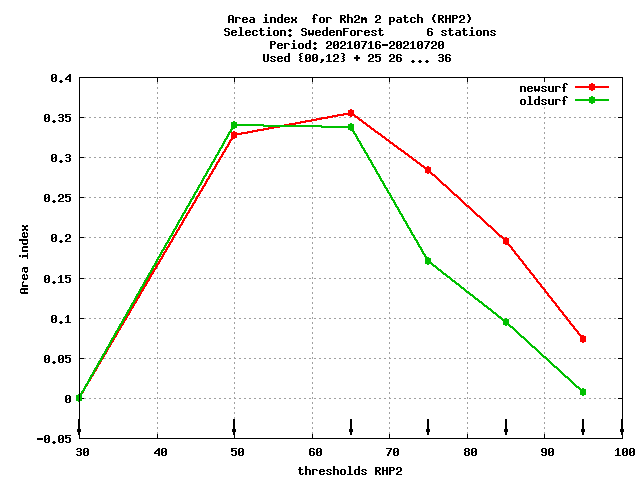 Area index  for Rh2m 2 patch (RHP2)
Selection: SwedenForest      6 stations
Period: 20210716-20210720
Used {00,12} + 25 26 ... 36
0.4
0.35
0.3
0.25
0.2
0.15
0.1
0.05
0
-0.05
Area index
newsurf
oldsurf
30 40 50 60 70 80 90 100
thresholds RHP2